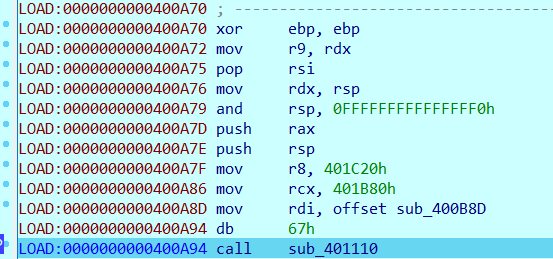 LOAD:0000000000400A70 ; ---------------------------------------
LOAD:0000000000400A70 xor ebp, ebp
LOAD:0000000000400A72 mov r9, rdx
LOAD:0000000000400A75 pop rsi
LOAD:0000000000400A76 mov rdx, rsp
LOAD:0000000000400A79 and rsp, 0FFFFFFFFFFFFFFF0h
LOAD:0000000000400A7D push rax
LOAD:0000000000400A7E push rsp
LOAD:0000000000400A7F mov r8, 401C20h
LOAD:0000000000400A86 mov rcx, 401B80h
LOAD:0000000000400A8D mov rdi, offset sub_400B8D
LOAD:0000000000400A94 db 67h
LOAD:0000000000400A94 call sub_401110